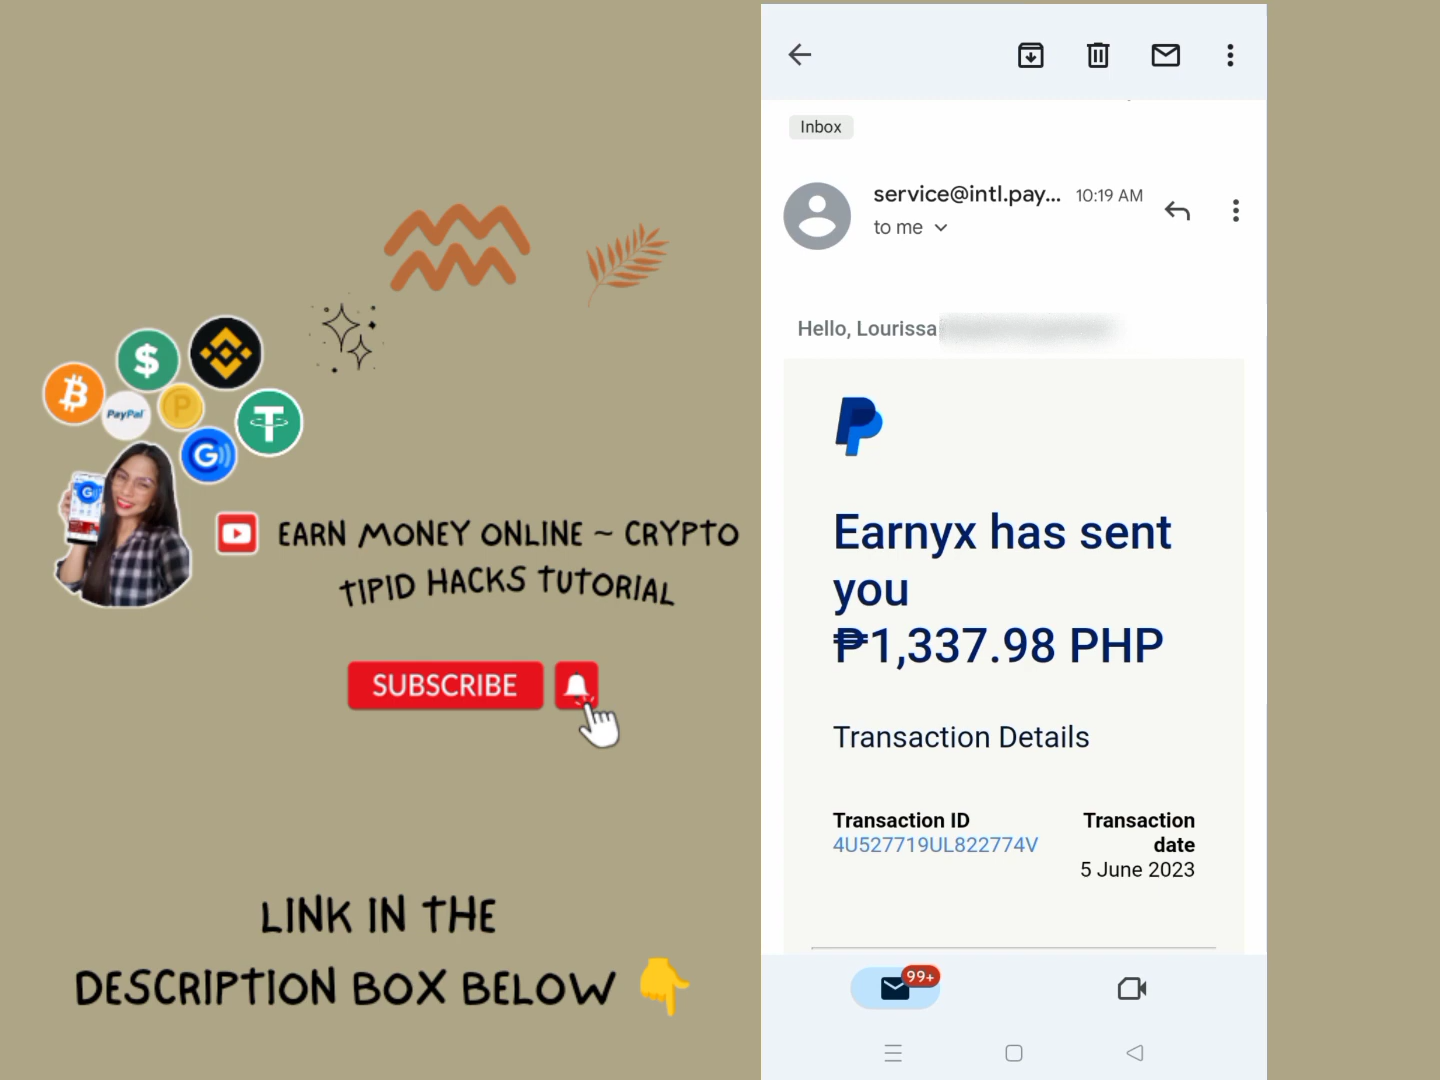 PayPal
EARN MONEY ONLINE ~ CRYPTO
TIPID HACKS TUTORIAL
SUBSCRIBE
LINK IN THE
DESCRIPTION BOX BELOW
Inbox
service@intl.pay... 10:19 AM
to me
Hello, Lourissa
Earnyx has sent
you
₱1,337.98 PHP
Transaction Details
Transaction ID
4U527719UL822774V
Transaction
date
5 June 2023
99+